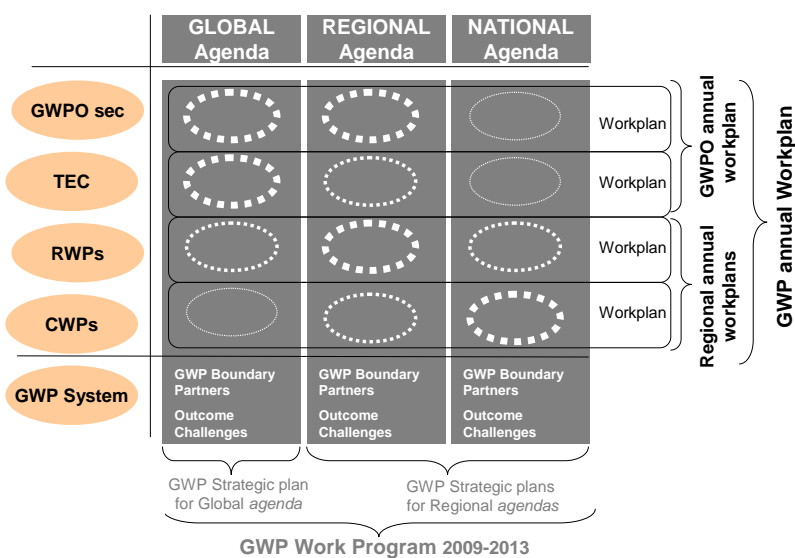 GLOBAL Agenda
REGIONAL Agenda
NATIONAL Agenda
GWPO sec
Workplan
TEC
Workplan
RWPs
Workplan
CWPs
Workplan
GWPO annual
workplan
Regional annual
workplans
GWP annual Workplan
GWP System
GWP Boundary
Partners
Outcome
Challenges
GWP Boundary
Partners
Outcome
Challenges
GWP Boundary
Partners
Outcome
Challenges
GWP Strategic plan
for Global agenda
GWP Strategic plans
for Regional agendas
GWP Work Program 2009-2013